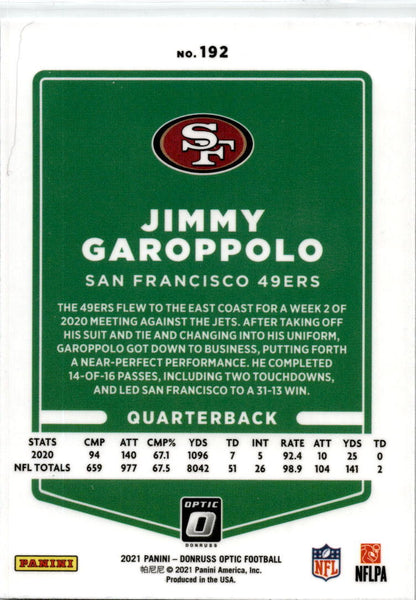 NO. 192
SF
JIMMY
GAROPPOLO
SAN FRANCISCO 49ERS
THE 49ERS FLEW TO THE EAST COAST FOR A WEEK 2 OF
2020 MEETING AGAINST THE JETS. AFTER TAKING OFF
HIS SUIT AND TIE AND CHANGING INTO HIS UNIFORM,
GAROPPOLO GOT DOWN TO BUSINESS, PUTTING FORTH
A NEAR-PERFECT PERFORMANCE. HE COMPLETED
14-OF-16 PASSES, INCLUDING TWO TOUCHDOWNS,
AND LED SAN FRANCISCO TO A 31-13 WIN.
QUARTERBACK
STATS CMP ATT CMP% YDS TD INT RATE ATT YDS TD
2020 94 140 67.1 1096 7 5 92.4 10 25 0
NFL TOTALS 659 977 67.5 8042 51 26 98.9 104 141 2
OPTIC
DONRUSS
PANINI
2021 PANINI – DONRUSS OPTIC FOOTBALL
帕尼尼 © 2021 Panini America, Inc.
Produced in the USA.
NFL
NFLPA